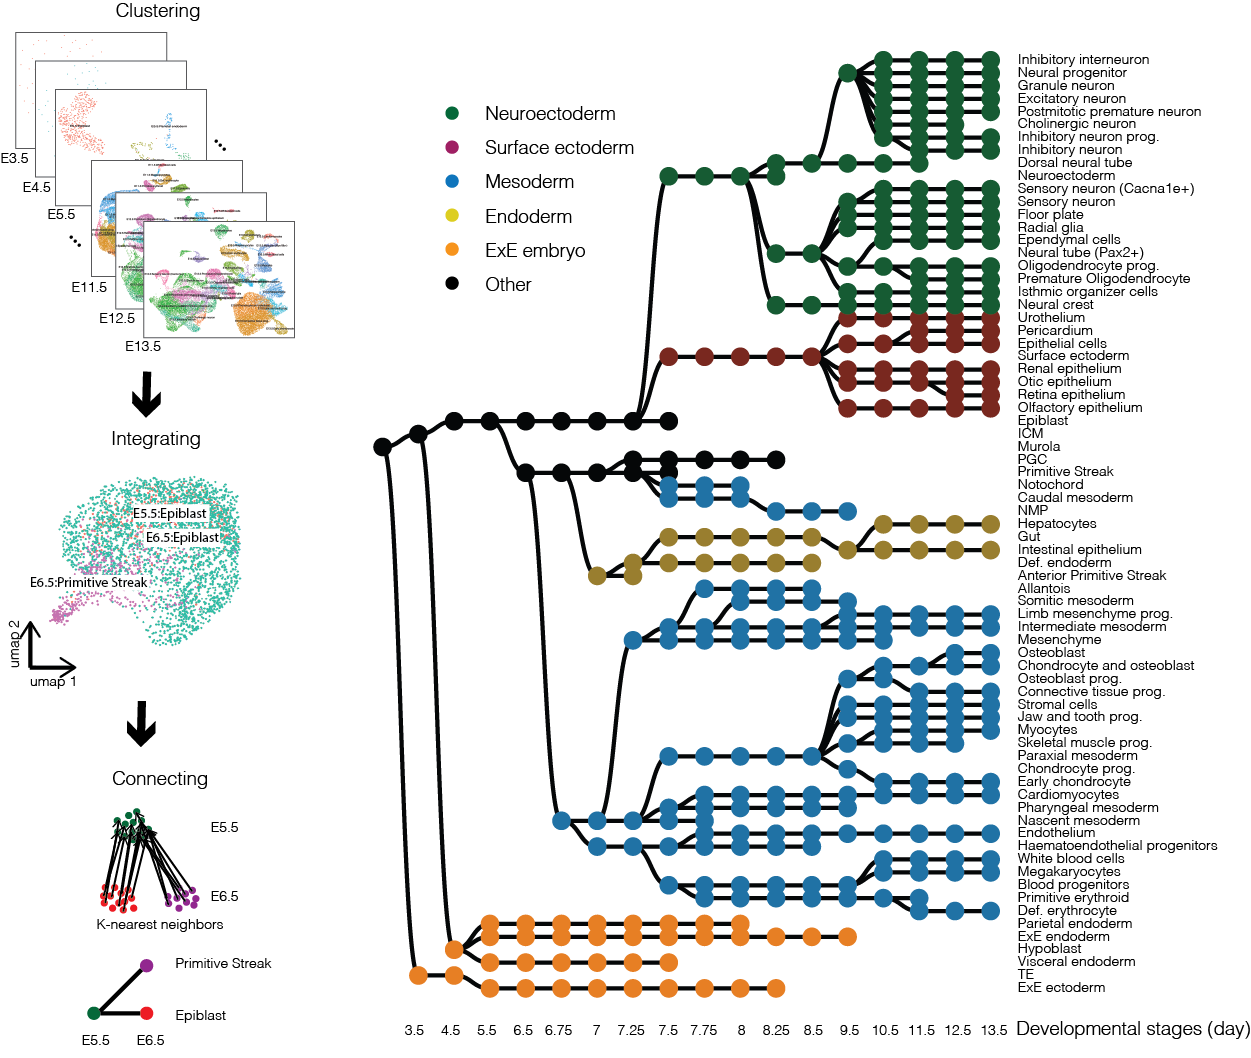 Clustering
E3.5
E4.5
E5.5
E11.5
E12.5
E13.5
Integrating
E5.5:Epiblast
E6.5:Epiblast
E6.5:Primitive Streak
umap 2
umap 1
Connecting
E5.5
E6.5
K-nearest neighbors
Primitive Streak
Epiblast
E5.5
E6.5
Neuroectoderm
Surface ectoderm
Mesoderm
Endoderm
ExE embryo
Other
Inhibitory interneuron
Neural progenitor
Granule neuron
Excitatory neuron
Postmitotic premature neuron
Cholinergic neuron
Inhibitory neuron prog.
Inhibitory neuron
Dorsal neural tube
Neuroectoderm
Sensory neuron (Cacna1e+)
Sensory neuron
Floor plate
Radial glia
Ependymal cells
Neural tube (Pax2+)
Oligodendrocyte prog.
Premature Oligodendrocyte
Isthmic organizer cells
Neural crest
Urothelium
Pericardium
Epithelial cells
Surface ectoderm
Renal epithelium
Otic epithelium
Retina epithelium
Olfactory epithelium
Epiblast
ICM
Murola
PGC
Primitive Streak
Notochord
Caudal mesoderm
NMP
Hepatocytes
Gut
Intestinal epithelium
Def. endoderm
Anterior Primitive Streak
Allantois
Somitic mesoderm
Limb mesenchyme prog.
Intermediate mesoderm
Mesenchyme
Osteoblast
Chondrocyte and osteoblast
Osteoblast prog.
Connective tissue prog.
Stromal cells
Jaw and tooth prog.
Myocytes
Skeletal muscle prog.
Paraxial mesoderm
Chondrocyte prog.
Early chondrocyte
Cardiomyocytes
Pharyngeal mesoderm
Nascent mesoderm
Endothelium
Haematoendothelial progenitors
White blood cells
Megakaryocytes
Blood progenitors
Primitive erythroid
Def. erythrocyte
Parietal endoderm
ExE endoderm
Hypoblast
Visceral endoderm
TE
ExE ectoderm
3.5 4.5 5.5 6.5 6.75 7 7.25 7.5 7.75 8 8.25 8.5 9.5 10.5 11.5 12.5 13.5 Developmental stages (day)